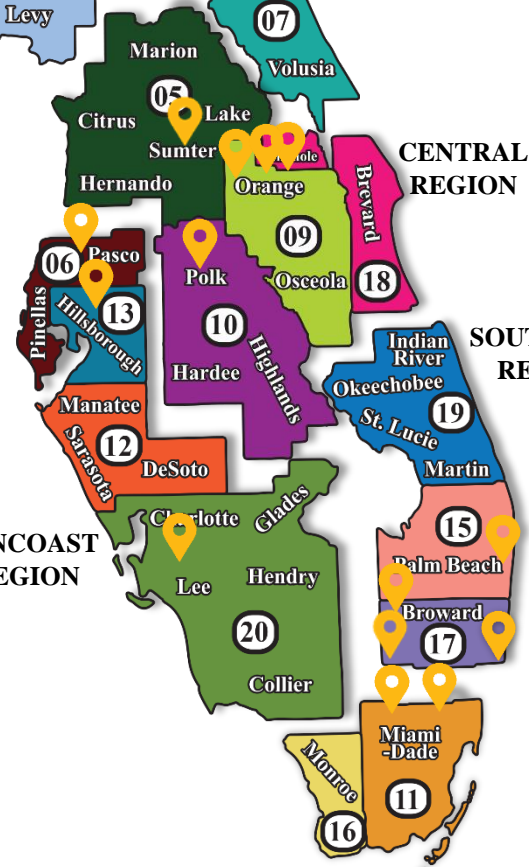 Levy
07
Volusia
Marion
05
Citrus
Lake
Sumter
Hernando
Orange
CENTRAL
REGION
Brevard
09
Osceola
18
06
Pasco
Pinellas
13
Hillsborough
Polk
10
Hardee
Highlands
Indian
River
Okeechobee
19
St. Lucie
Martin
Manatee
12
Sarasota
DeSoto
Charlotte
Glades
Lee
Hendry
20
Collier
15
Palm Beach
Broward
17
Miami
-Dade
11
Monroe
16